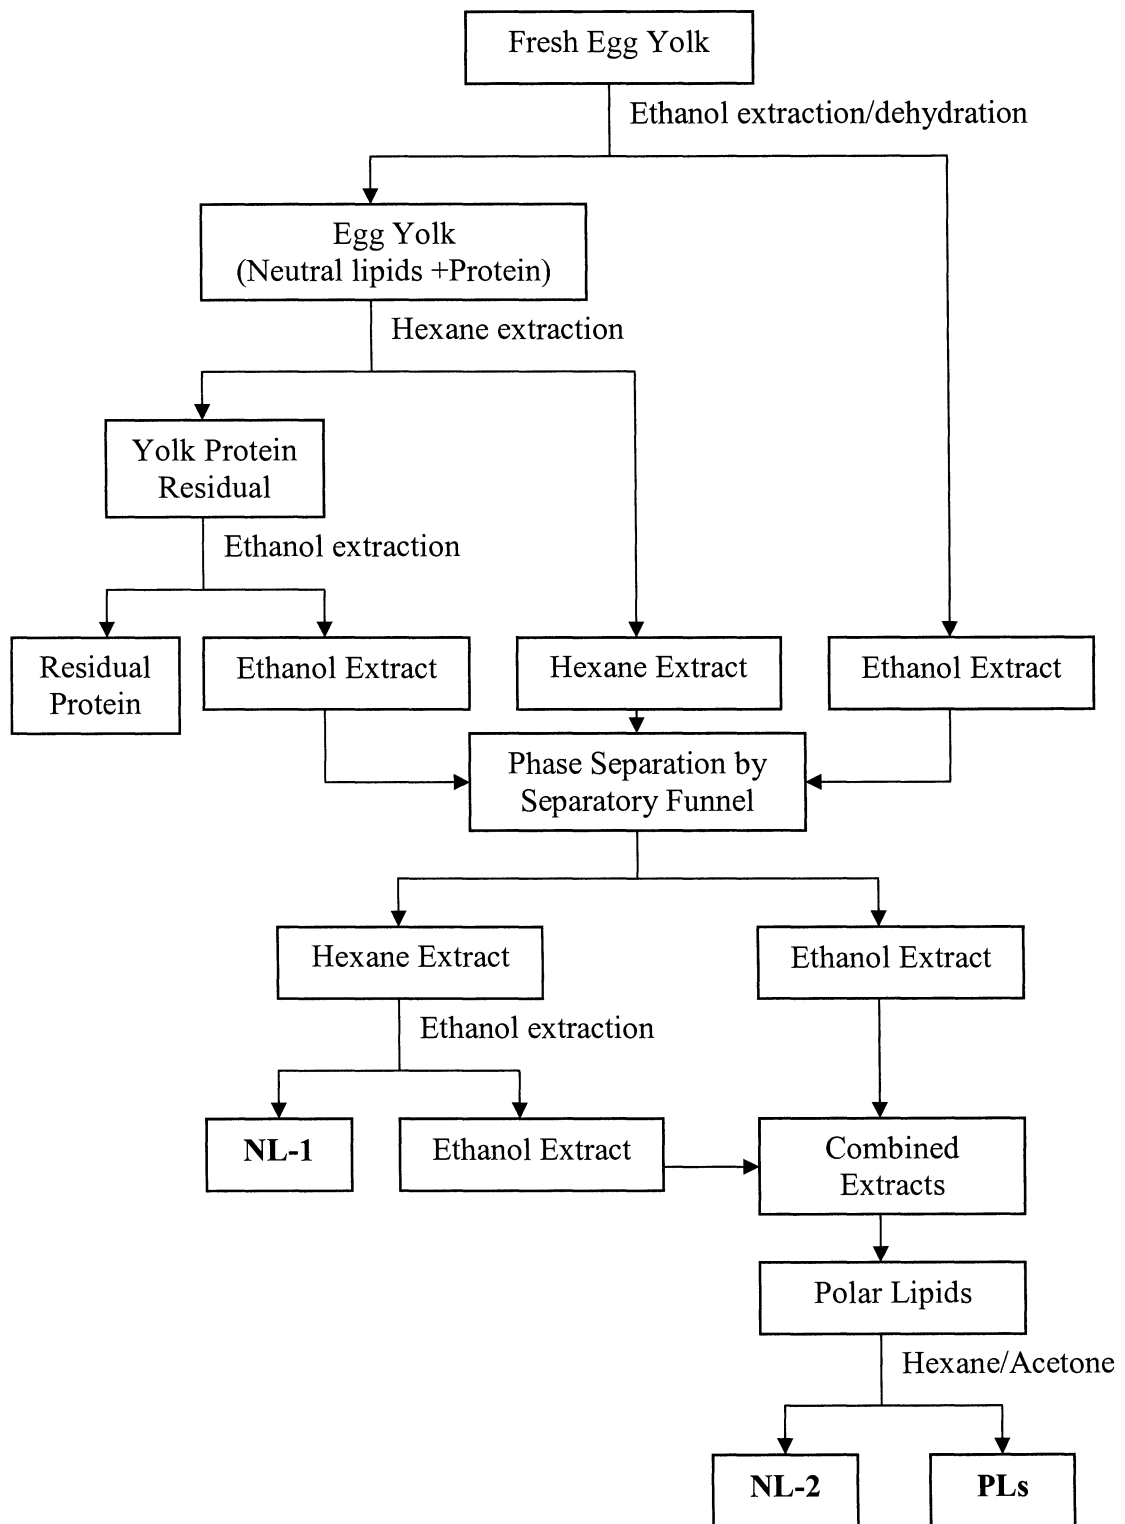 Fresh Egg Yolk
Ethanol extraction/dehydration
Egg Yolk
(Neutral lipids +Protein)
Hexane extraction
Yolk Protein
Residual
Ethanol extraction
Residual
Protein
Ethanol Extract
Hexane Extract
Ethanol Extract
Phase Separation by
Separatory Funnel
Hexane Extract
Ethanol Extract
Ethanol extraction
NL-1
Ethanol Extract
Combined
Extracts
Polar Lipids
Hexane/Acetone
NL-2
PLs